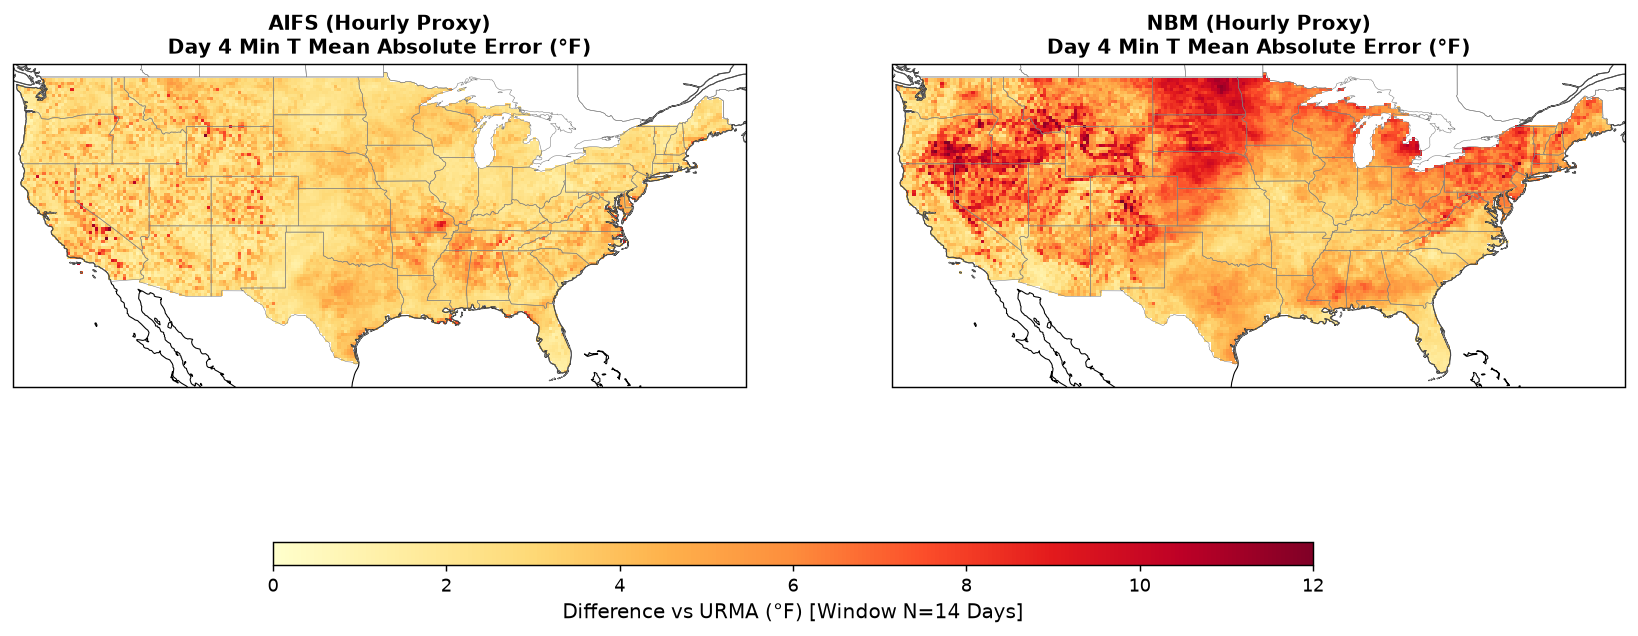 AIFS (Hourly Proxy)
Day 4 Min T Mean Absolute Error (°F)
NBM (Hourly Proxy)
Day 4 Min T Mean Absolute Error (°F)
0 2 4 6 8 10 12
Difference vs URMA (°F) [Window N=14 Days]